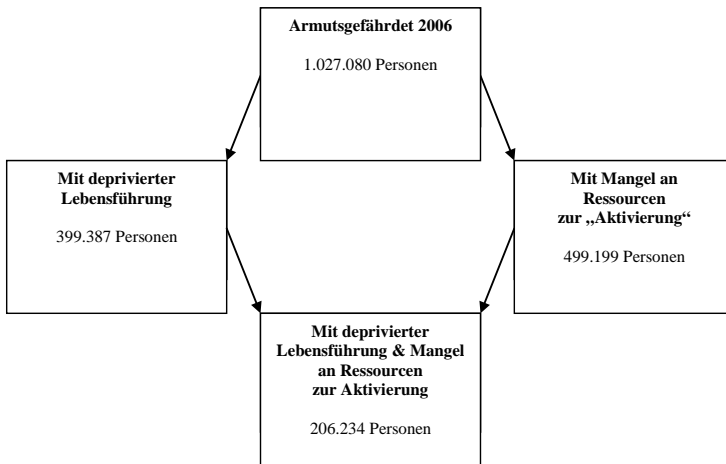 Armutsgefährdet 2006
1.027.080 Personen
Mit deprivierter
Lebensführung
399.387 Personen
Mit Mangel an
Ressourcen
zur „Aktivierung“
499.199 Personen
Mit deprivierter
Lebensführung & Mangel
an Ressourcen
zur Aktivierung
206.234 Personen